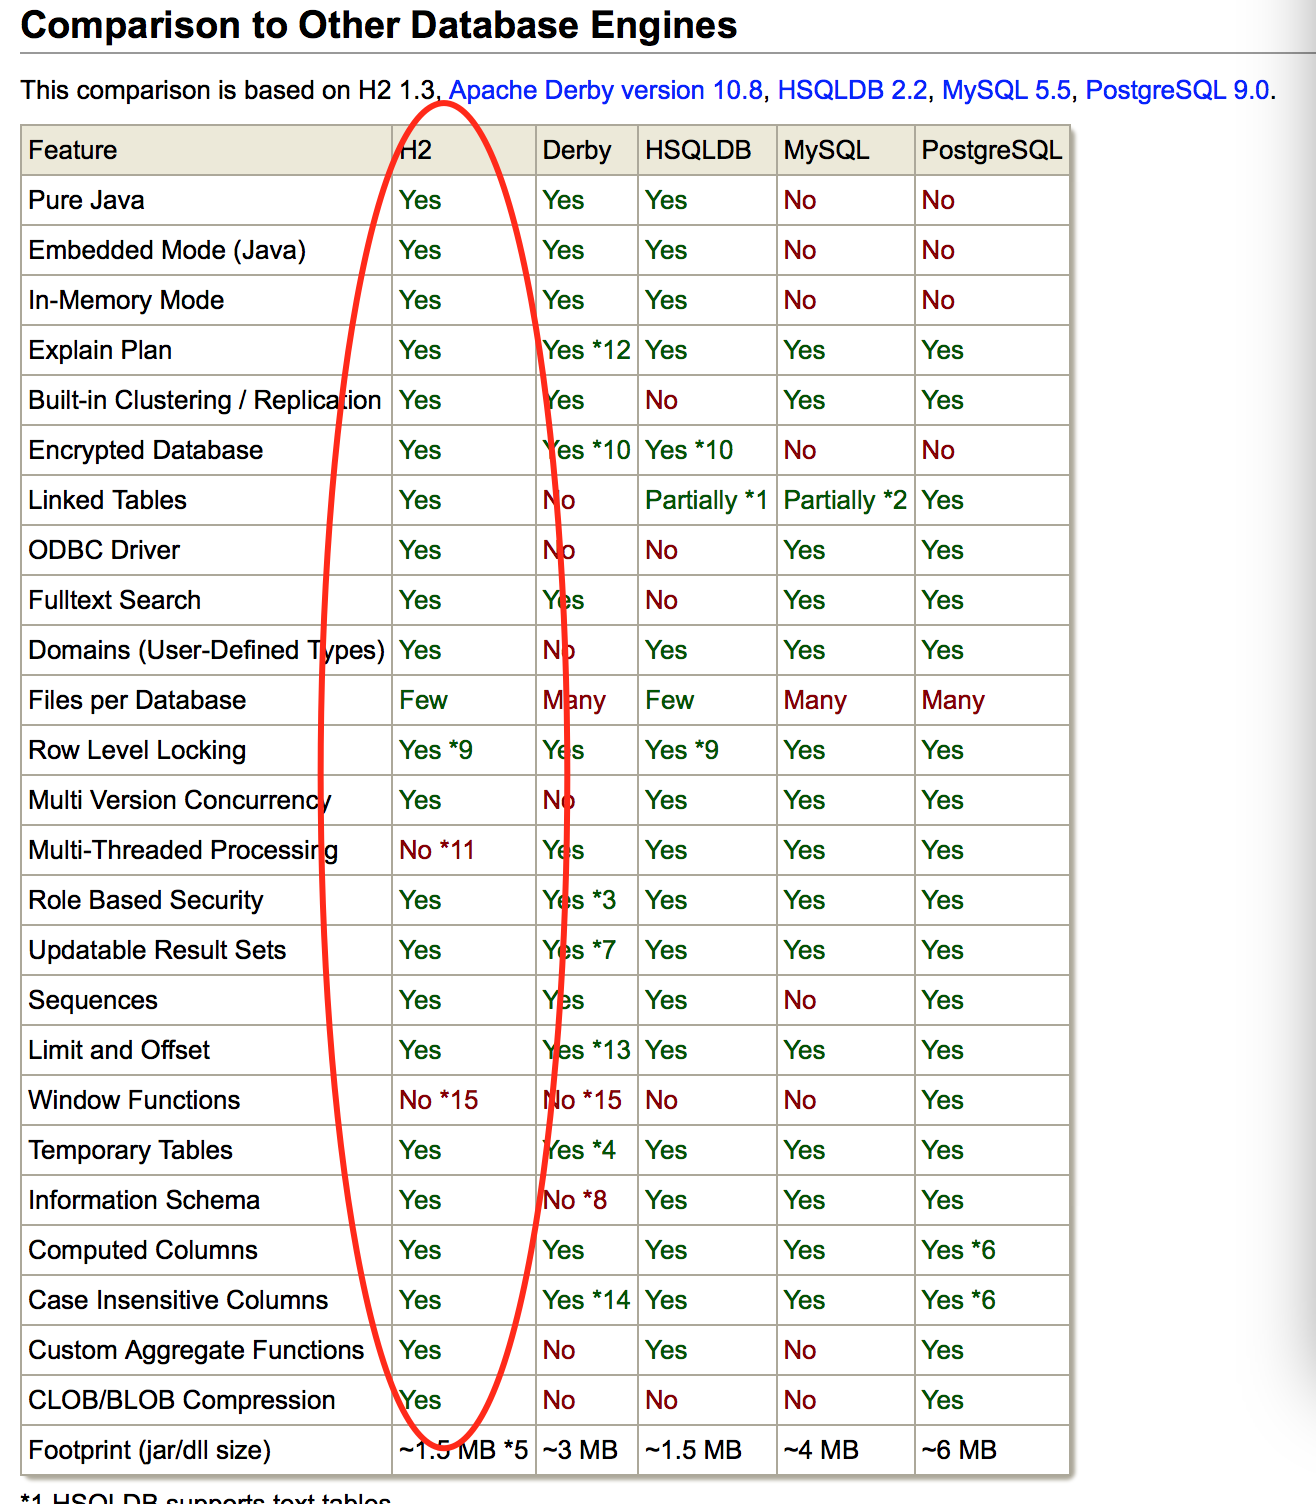 Comparison to Other Database Engines
This comparison is based on H2 1.3, Apache Derby version 10.8, HSQLDB 2.2, MySQL 5.5, PostgreSQL 9.0.
Feature H2 Derby HSQLDB MySQL PostgreSQL
Pure Java Yes Yes Yes No No
Embedded Mode (Java) Yes Yes Yes No No
In-Memory Mode Yes Yes Yes No No
Explain Plan Yes Yes *12 Yes Yes Yes
Built-in Clustering / Replication Yes Yes No Yes Yes
Encrypted Database Yes Yes *10 Yes *10 No No
Linked Tables Yes No Partially *1 Partially *2 Yes
ODBC Driver Yes No No Yes Yes
Fulltext Search Yes Yes No Yes Yes
Domains (User-Defined Types) Yes No Yes Yes Yes
Files per Database Few Many Few Many Many
Row Level Locking Yes *9 Yes Yes *9 Yes Yes
Multi Version Concurrency Yes No Yes Yes Yes
Multi-Threaded Processing No *11 Yes Yes Yes Yes
Role Based Security Yes Yes *3 Yes Yes Yes
Updatable Result Sets Yes Yes *7 Yes Yes Yes
Sequences Yes Yes Yes No Yes
Limit and Offset Yes Yes *13 Yes Yes Yes
Window Functions No *15 No *15 No No Yes
Temporary Tables Yes Yes *4 Yes Yes Yes
Information Schema Yes No *8 Yes Yes Yes
Computed Columns Yes Yes Yes Yes Yes *6
Case Insensitive Columns Yes Yes *14 Yes Yes Yes *6
Custom Aggregate Functions Yes No Yes No Yes
CLOB/BLOB Compression Yes No No No Yes
Footprint (jar/dll size) ~1.5 MB *5 ~3 MB ~1.5 MB ~4 MB ~6 MB
*1 HSQLDB supports text tables.